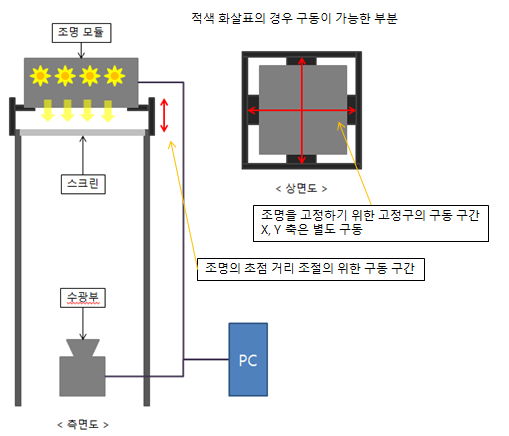 적색 화살표의 경우 구동이 가능한 부분
조명 모듈
스크린
< 상면도 >
조명을 고정하기 위한 고정구의 구동 구간
X, Y 축은 별도 구동
조명의 초점 거리 조절의 위한 구동 구간
수광부
PC
< 측면도 >